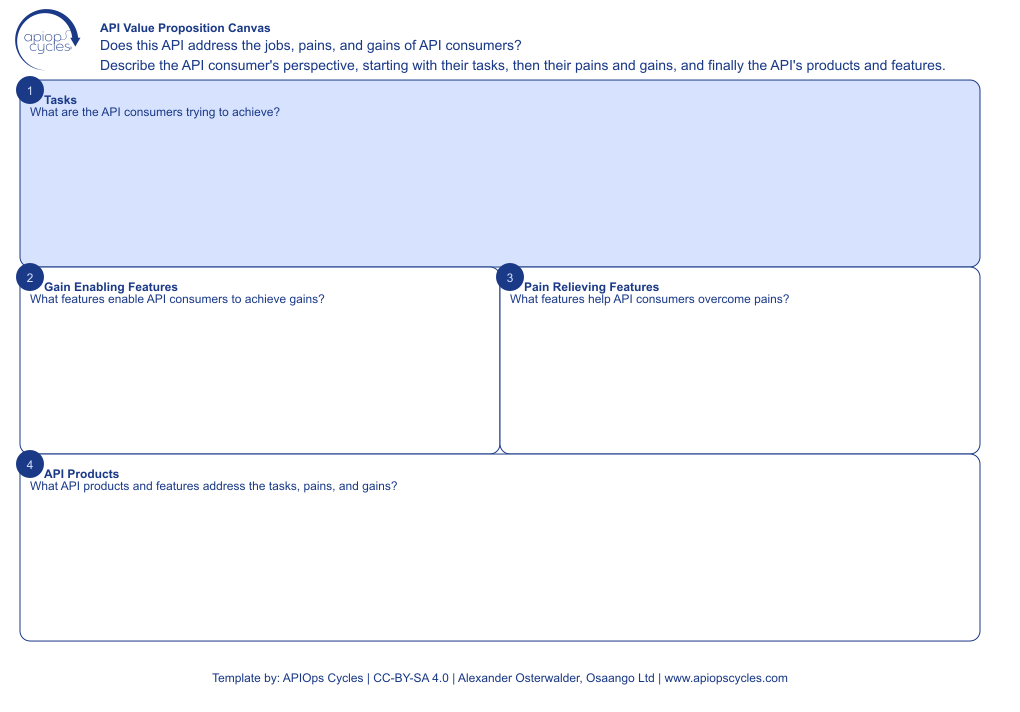 apiops
cycles
API Value Proposition Canvas
Does this API address the jobs, pains, and gains of API consumers?
Describe the API consumer's perspective, starting with their tasks, then their pains and gains, and finally the API's products and features.
1
Tasks
What are the API consumers trying to achieve?
2
Gain Enabling Features
What features enable API consumers to achieve gains?
3
Pain Relieving Features
What features help API consumers overcome pains?
4
API Products
What API products and features address the tasks, pains, and gains?
Template by: APIOps Cycles | CC-BY-SA 4.0 | Alexander Osterwalder, Osaango Ltd | www.apiopscycles.com